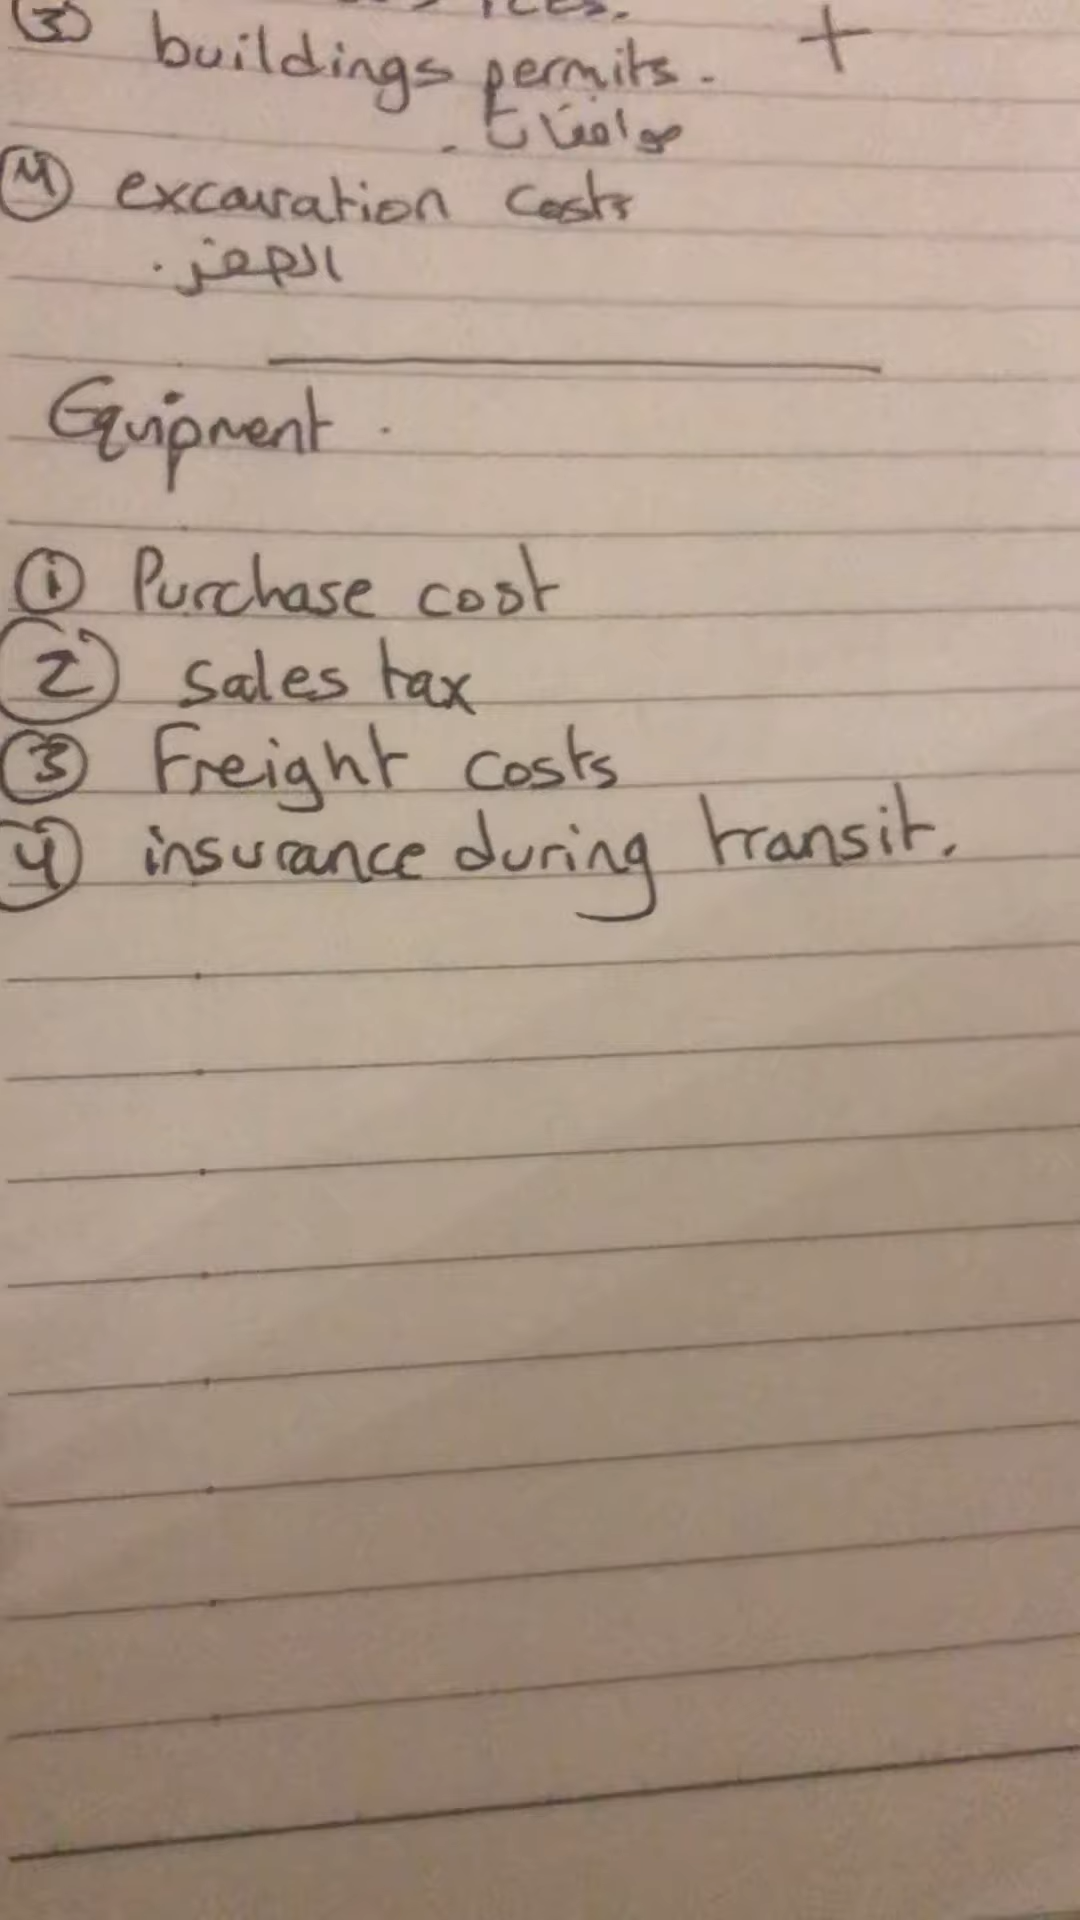 ③ buildings permits. +
موافقات.
④ excavation costs
الحفر.
Equipment.
① Purchase cost
② sales tax
③ Freight costs
④ insurance during transit.